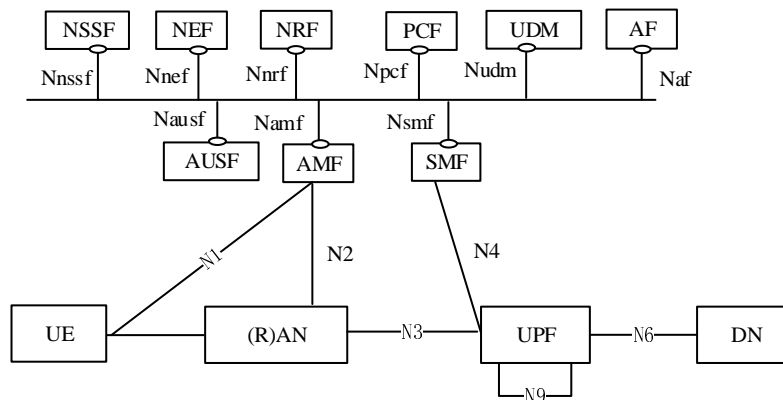 NSSF NEF NRF PCF UDM AF
Nnssf Nnef Nnrf Npcf Nudm Naf
Nausf Namf Nsmf
AUSF AMF SMF
N1 N2 N4
UE (R)AN N3 UPF N6 DN
N9